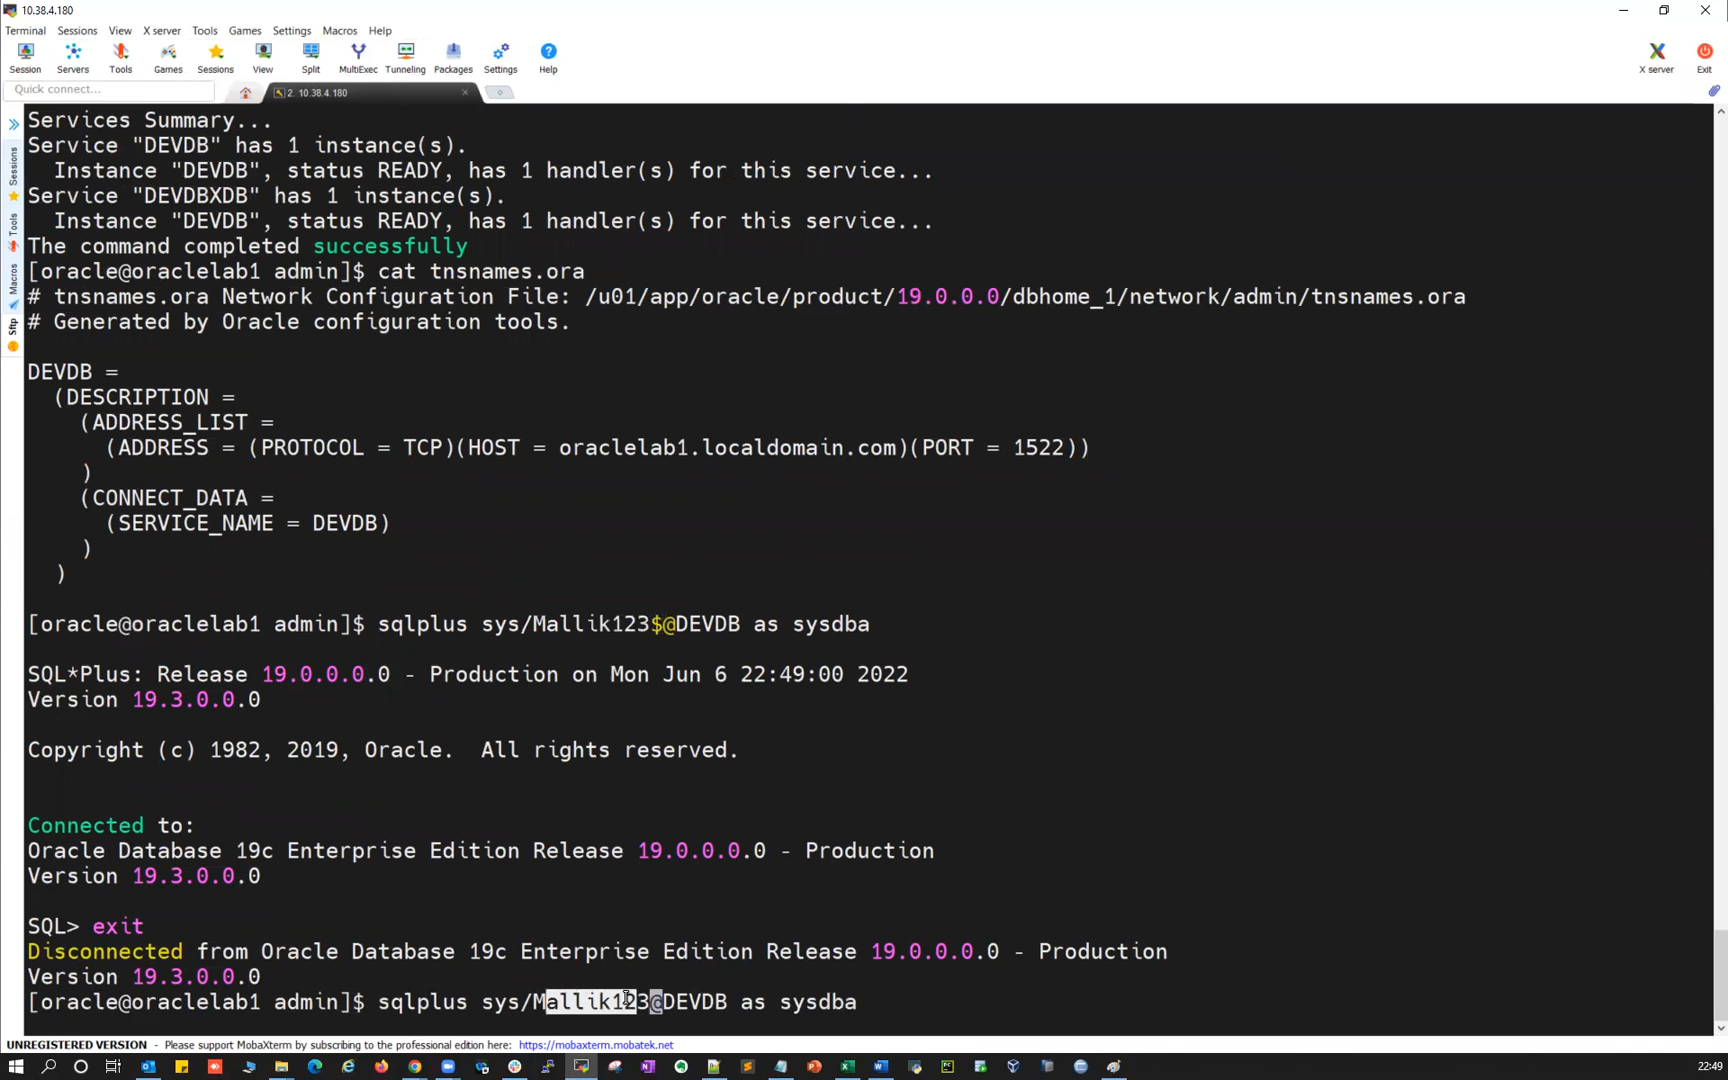 10.38.4.180
Terminal Sessions View X server Tools Games Settings Macros Help
Session Servers Tools Games Sessions View Split MultiExec Tunneling Packages Settings Help X server Exit
Quick connect...
2. 10.38.4.180
Sessions
Tools
Macros
Sftp
Services Summary...
Service "DEVDB" has 1 instance(s).
Instance "DEVDB", status READY, has 1 handler(s) for this service...
Service "DEVDBXDB" has 1 instance(s).
Instance "DEVDB", status READY, has 1 handler(s) for this service...
The command completed successfully
[oracle@oraclelab1 admin]$ cat tnsnames.ora
# tnsnames.ora Network Configuration File: /u01/app/oracle/product/19.0.0.0/dbhome_1/network/admin/tnsnames.ora
# Generated by Oracle configuration tools.
DEVDB =
(DESCRIPTION =
(ADDRESS_LIST =
(ADDRESS = (PROTOCOL = TCP)(HOST = oraclelab1.localdomain.com)(PORT = 1522))
)
(CONNECT_DATA =
(SERVICE_NAME = DEVDB)
)
)
[oracle@oraclelab1 admin]$ sqlplus sys/Mallik123$@DEVDB as sysdba
SQL*Plus: Release 19.0.0.0.0 - Production on Mon Jun 6 22:49:00 2022
Version 19.3.0.0.0
Copyright (c) 1982, 2019, Oracle. All rights reserved.
Connected to:
Oracle Database 19c Enterprise Edition Release 19.0.0.0.0 - Production
Version 19.3.0.0.0
SQL> exit
Disconnected from Oracle Database 19c Enterprise Edition Release 19.0.0.0.0 - Production
Version 19.3.0.0.0
[oracle@oraclelab1 admin]$ sqlplus sys/Mallik123@DEVDB as sysdba
UNREGISTERED VERSION - Please support MobaXterm by subscribing to the professional edition here: https://mobaxterm.mobatek.net
22:49